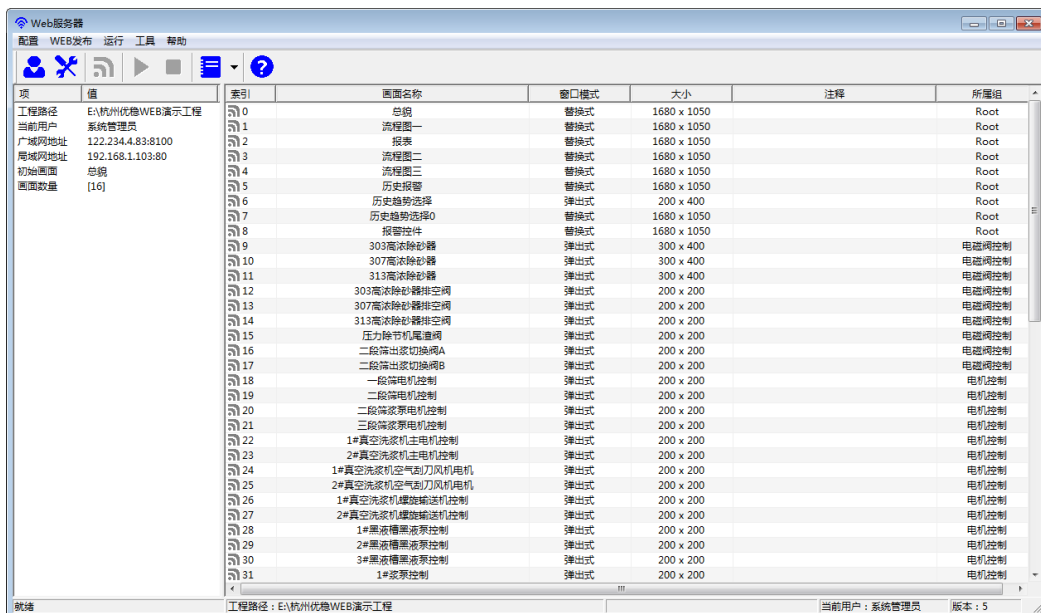 Web服务器
配置 WEB发布 运行 工具 帮助
项 值
工程路径 E:\杭州优稳WEB演示工程
当前用户 系统管理员
广域网地址 122.234.4.83:8100
局域网地址 192.168.1.103:80
初始画面 总貌
画面数量 [16]
索引 画面名称 窗口模式 大小 注释 所属组
0 总貌 替换式 1680 x 1050 Root
1 流程图一 替换式 1680 x 1050 Root
2 报表 替换式 1680 x 1050 Root
3 流程图二 替换式 1680 x 1050 Root
4 流程图三 替换式 1680 x 1050 Root
5 历史报警 替换式 1680 x 1050 Root
6 历史趋势选择 弹出式 200 x 400 Root
7 历史趋势选择0 替换式 1680 x 1050 Root
8 报警控件 替换式 1680 x 1050 Root
9 303高浓除砂器 弹出式 300 x 400 电磁阀控制
10 307高浓除砂器 弹出式 300 x 400 电磁阀控制
11 313高浓除砂器 弹出式 300 x 400 电磁阀控制
12 303高浓除砂器排空阀 弹出式 200 x 200 电磁阀控制
13 307高浓除砂器排空阀 弹出式 200 x 200 电磁阀控制
14 313高浓除砂器排空阀 弹出式 200 x 200 电磁阀控制
15 压力除节机尾渣阀 弹出式 200 x 200 电磁阀控制
16 二段筛出浆切换阀A 弹出式 200 x 200 电磁阀控制
17 二段筛出浆切换阀B 弹出式 200 x 200 电磁阀控制
18 一段筛电机控制 弹出式 200 x 200 电机控制
19 二段筛电机控制 弹出式 200 x 200 电机控制
20 二段筛浆泵电机控制 弹出式 200 x 200 电机控制
21 三段筛浆泵电机控制 弹出式 200 x 200 电机控制
22 1#真空洗浆机主电机控制 弹出式 200 x 200 电机控制
23 2#真空洗浆机主电机控制 弹出式 200 x 200 电机控制
24 1#真空洗浆机空气刮刀风机电机 弹出式 200 x 200 电机控制
25 2#真空洗浆机空气刮刀风机电机 弹出式 200 x 200 电机控制
26 1#真空洗浆机螺旋输送机控制 弹出式 200 x 200 电机控制
27 2#真空洗浆机螺旋输送机控制 弹出式 200 x 200 电机控制
28 1#黑液槽黑液泵控制 弹出式 200 x 200 电机控制
29 2#黑液槽黑液泵控制 弹出式 200 x 200 电机控制
30 3#黑液槽黑液泵控制 弹出式 200 x 200 电机控制
31 1#浆泵控制 弹出式 200 x 200 电机控制
就绪 工程路径：E:\杭州优稳WEB演示工程 当前用户：系统管理员 版本：5